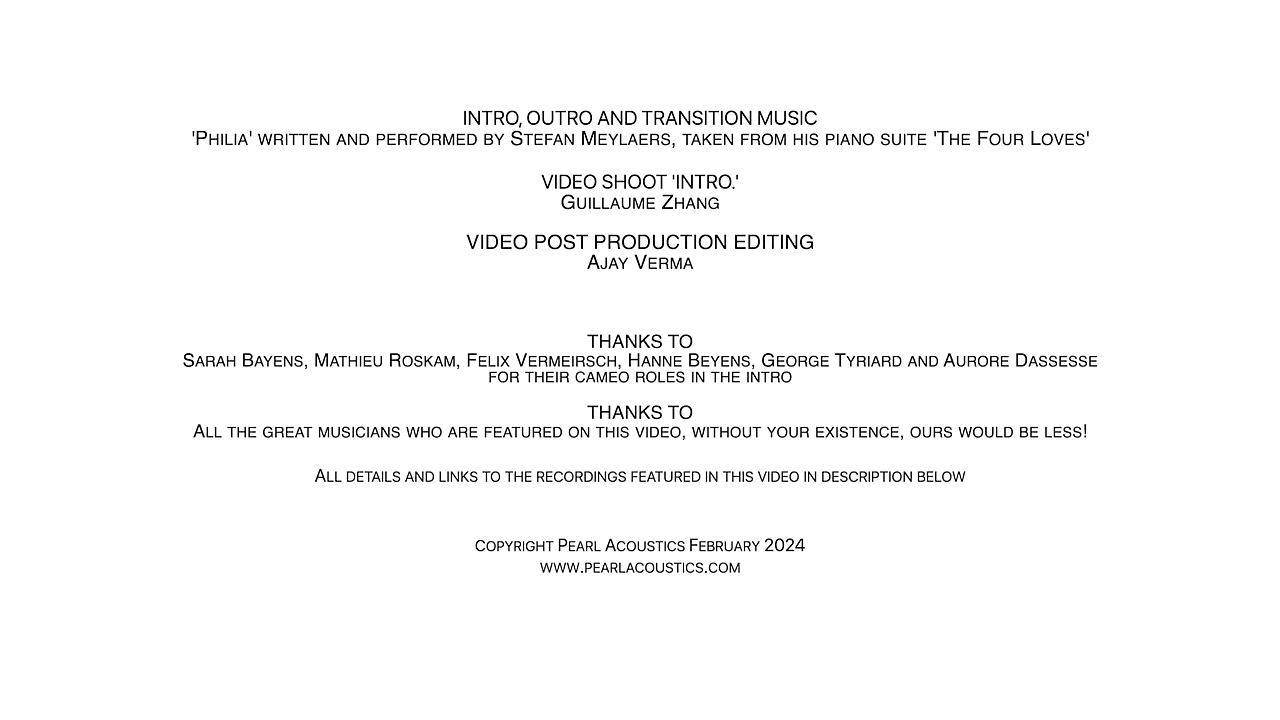 INTRO, OUTRO AND TRANSITION MUSIC
'Philia' written and performed by Stefan Meylaers, taken from his piano suite 'The Four Loves'
VIDEO SHOOT 'INTRO.'
Guillaume Zhang
VIDEO POST PRODUCTION EDITING
Ajay Verma
THANKS TO
Sarah Bayens, Mathieu Roskam, Felix Vermeirsch, Hanne Beyens, George Tyriard and Aurore Dassesse
for their cameo roles in the intro
THANKS TO
All the great musicians who are featured on this video, without your existence, ours would be less!
All details and links to the recordings featured in this video in description below
Copyright Pearl Acoustics February 2024
www.pearlacoustics.com